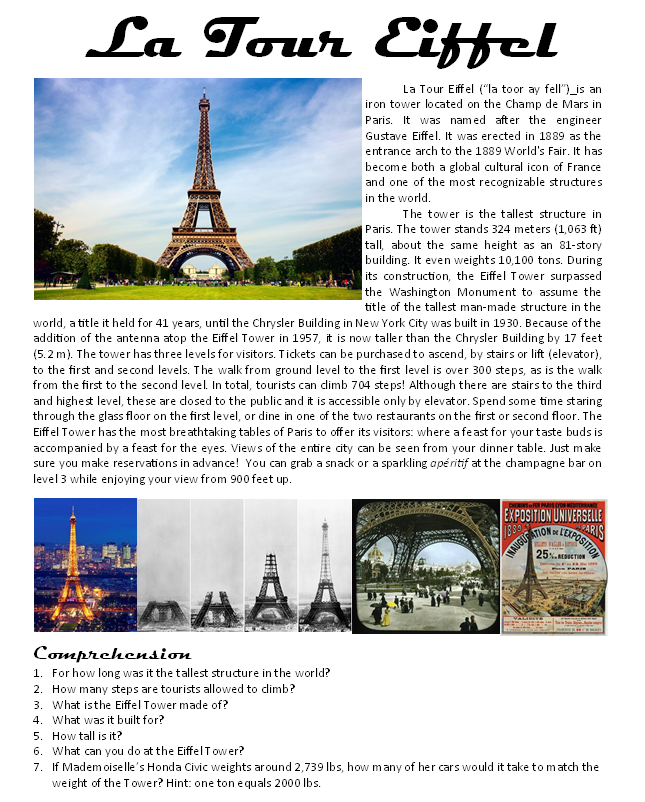 La Tour Eiffel
La Tour Eiffel ("la toor ay fell") is an
iron tower located on the Champ de Mars in
Paris. It was named after the engineer
Gustave Eiffel. It was erected in 1889 as the
entrance arch to the 1889 World's Fair. It has
become both a global cultural icon of France
and one of the most recognizable structures
in the world.
The tower is the tallest structure in
Paris. The tower stands 324 meters (1,063 ft)
tall, about the same height as an 81-story
building. It even weights 10,100 tons. During
its construction, the Eiffel Tower surpassed
the Washington Monument to assume the
title of the tallest man-made structure in the
world, a title it held for 41 years, until the Chrysler Building in New York City was built in 1930. Because of the
addition of the antenna atop the Eiffel Tower in 1957, it is now taller than the Chrysler Building by 17 feet
(5.2 m). The tower has three levels for visitors. Tickets can be purchased to ascend, by stairs or lift (elevator),
to the first and second levels. The walk from ground level to the first level is over 300 steps, as is the walk
from the first to the second level. In total, tourists can climb 704 steps! Although there are stairs to the third
and highest level, these are closed to the public and it is accessible only by elevator. Spend some time staring
through the glass floor on the first level, or dine in one of the two restaurants on the first or second floor. The
Eiffel Tower has the most breathtaking tables of Paris to offer its visitors: where a feast for your taste buds is
accompanied by a feast for the eyes. Views of the entire city can be seen from your dinner table. Just make
sure you make reservations in advance! You can grab a snack or a sparkling apéritif at the champagne bar on
level 3 while enjoying your view from 900 feet up.
CHEMINS DE FER PARIS-LYON-MÉDITERRANÉE
EXPOSITION UNIVERSELLE
1889 PARIS
INAUGURATION DE L'EXPOSITION
25% RÉDUCTION
VALIDITÉ
Comprehension
1. For how long was it the tallest structure in the world?
2. How many steps are tourists allowed to climb?
3. What is the Eiffel Tower made of?
4. What was it built for?
5. How tall is it?
6. What can you do at the Eiffel Tower?
7. If Mademoiselle's Honda Civic weights around 2,739 lbs, how many of her cars would it take to match the
weight of the Tower? Hint: one ton equals 2000 lbs.